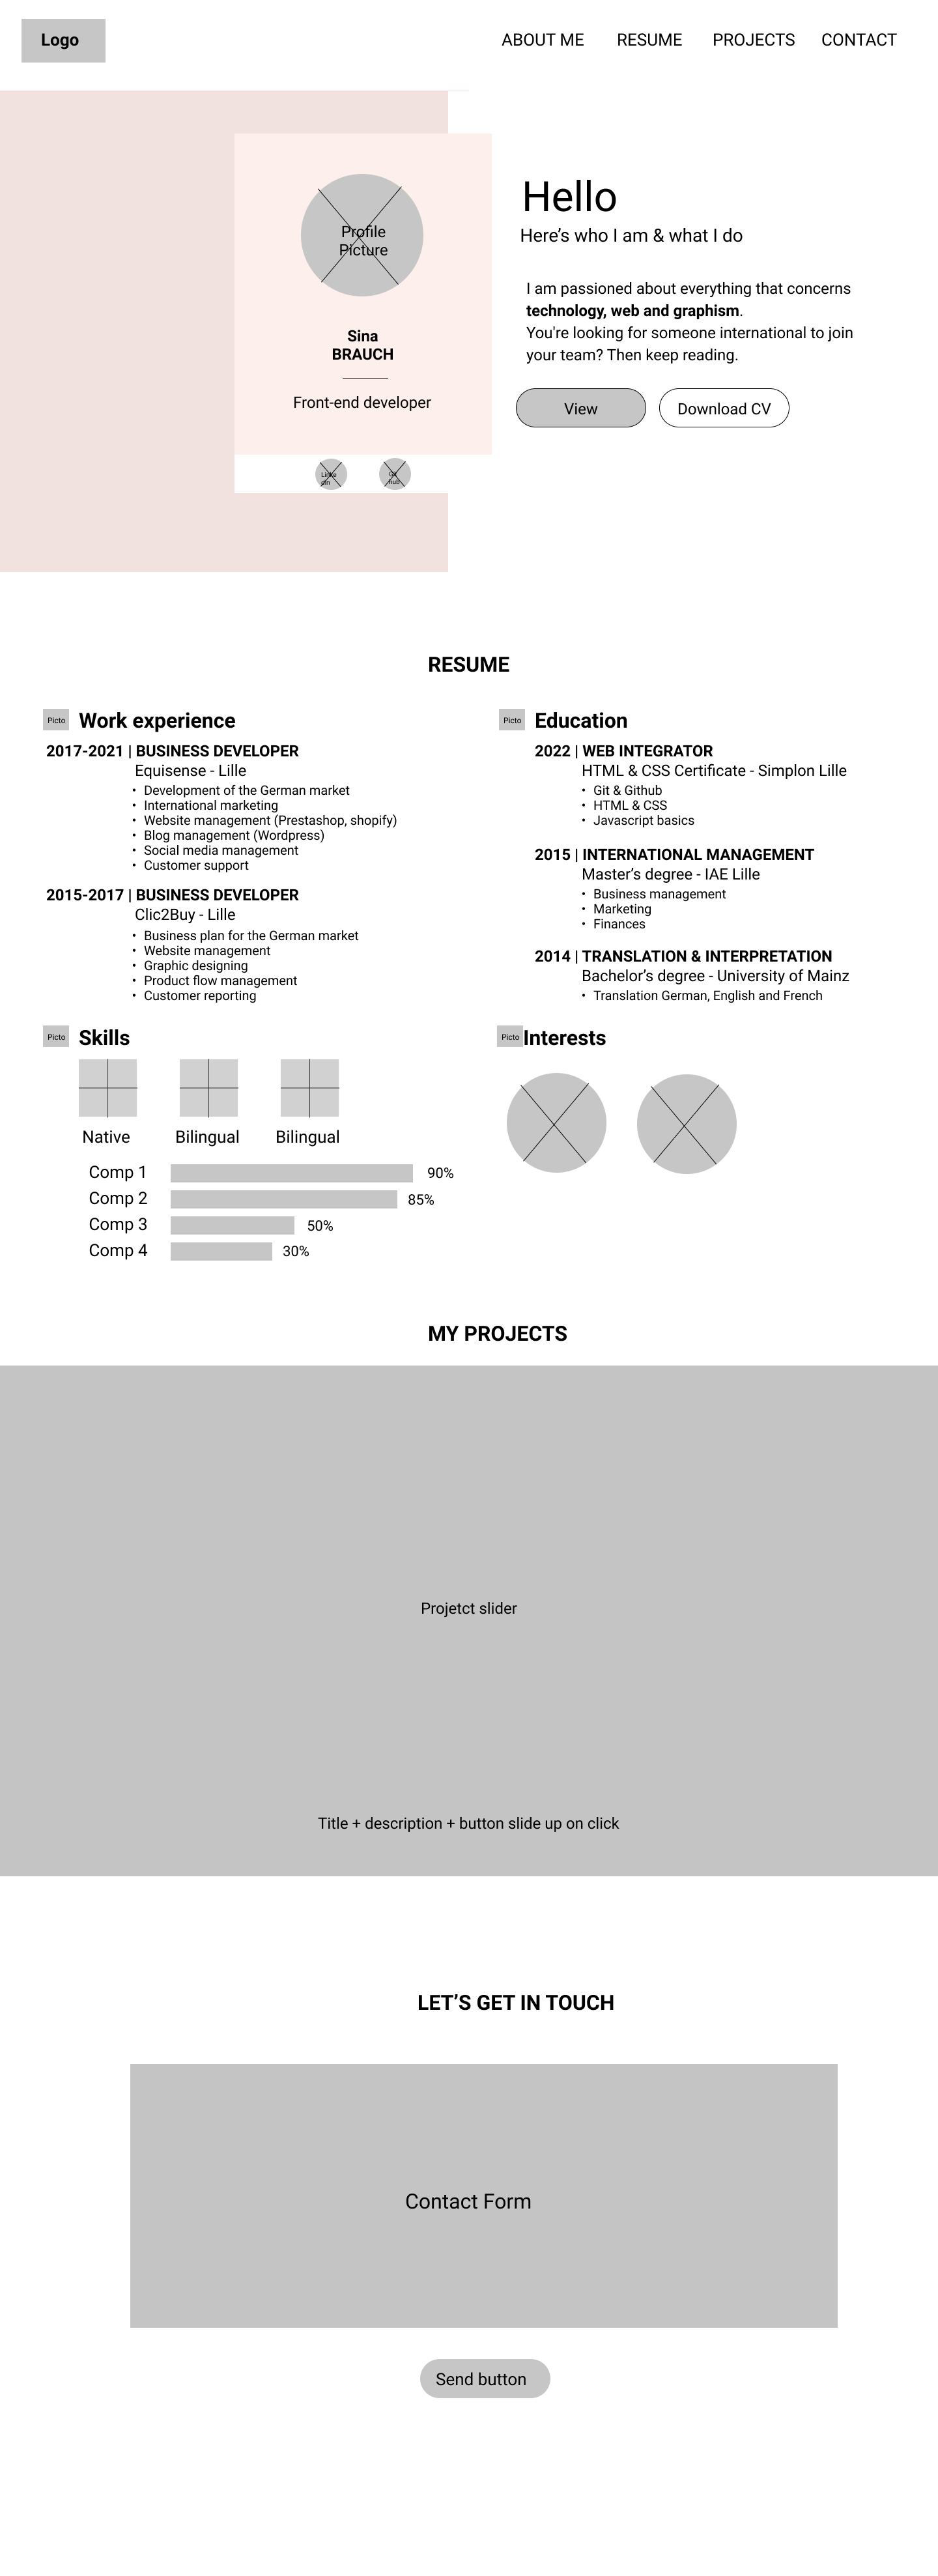 Logo
ABOUT ME
RESUME
PROJECTS
CONTACT
Profile
Picture
Sina
BRAUCH
Front-end developer
Linke
din
Git
hub
Hello
Here’s who I am & what I do
I am passionated about everything that concerns
technology, web and graphism.
You're looking for someone international to join
your team? Then keep reading.
View
Download CV
RESUME
Picto
Work experience
2017-2021 | BUSINESS DEVELOPER
Equisense - Lille
• Development of the German market
• International marketing
• Website management (Prestashop, shopify)
• Blog management (Wordpress)
• Social media management
• Customer support
2015-2017 | BUSINESS DEVELOPER
Clic2Buy - Lille
• Business plan for the German market
• Website management
• Graphic designing
• Product flow management
• Customer reporting
Picto
Education
2022 | WEB INTEGRATOR
HTML & CSS Certificate - Simplon Lille
• Git & Github
• HTML & CSS
• Javascript basics
2015 | INTERNATIONAL MANAGEMENT
Master’s degree - IAE Lille
• Business management
• Marketing
• Finances
2014 | TRANSLATION & INTERPRETATION
Bachelor’s degree - University of Mainz
• Translation German, English and French
Picto
Skills
Native
Bilingual
Bilingual
Comp 1 90%
Comp 2 85%
Comp 3 50%
Comp 4 30%
Picto
Interests
MY PROJECTS
Projetct slider
Title + description + button slide up on click
LET’S GET IN TOUCH
Contact Form
Send button